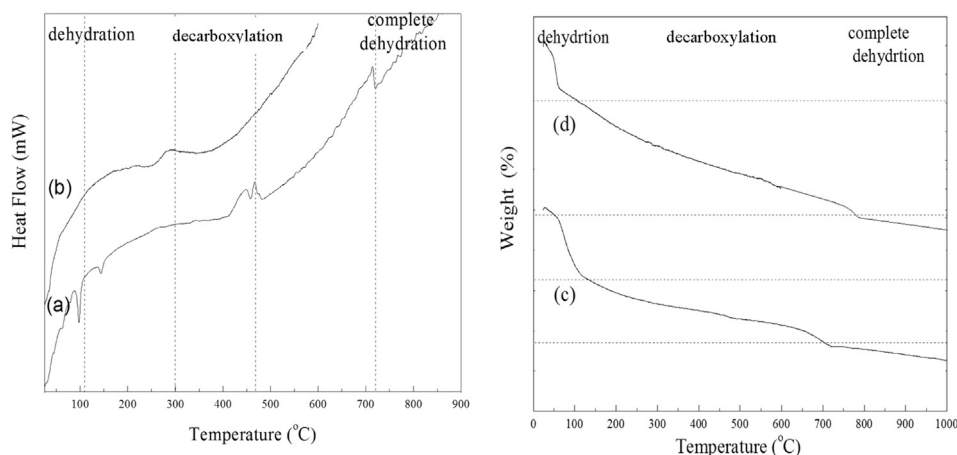 dehydration
decarboxylation
complete
dehydration
Heat Flow (mW)
(b)
(a)
100
200
300
400
500
600
700
800
900
Temperature (°C)
dehydrtion
decarboxylation
complete
dehydrtion
Weight (%)
(d)
(c)
0
100
200
300
400
500
600
700
800
900
1000
Temperature (°C)